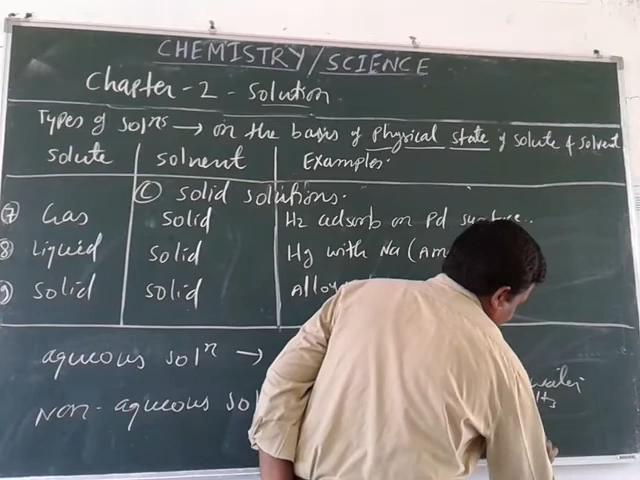 CHEMISTRY/SCIENCE
Chapter - 2 - Solution
Types of solns → on the basis of physical state of solute & solvent
solute solvent Examples.
(C) solid solutions.
(7) Gas solid H2 adsorb on Pd surface..
(8) Liquid solid Hg with Na (Am
(9) solid solid Alloy
aqueous soln → water
Non-aqueous sol